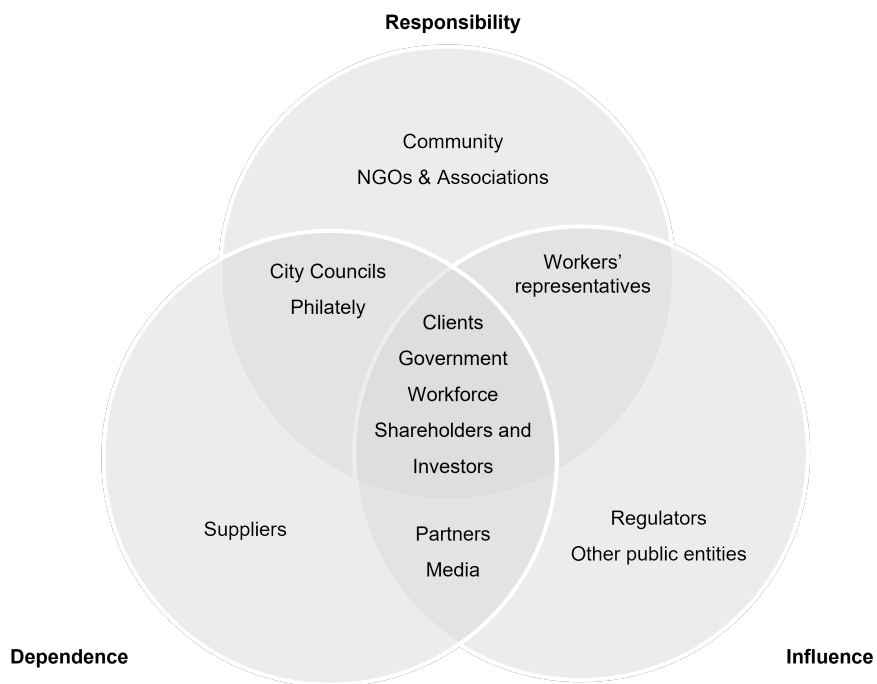 Responsibility
Community
NGOs & Associations
City Councils
Philately
Workers’
representatives
Clients
Government
Workforce
Shareholders and
Investors
Suppliers
Partners
Media
Regulators
Other public entities
Dependence
Influence